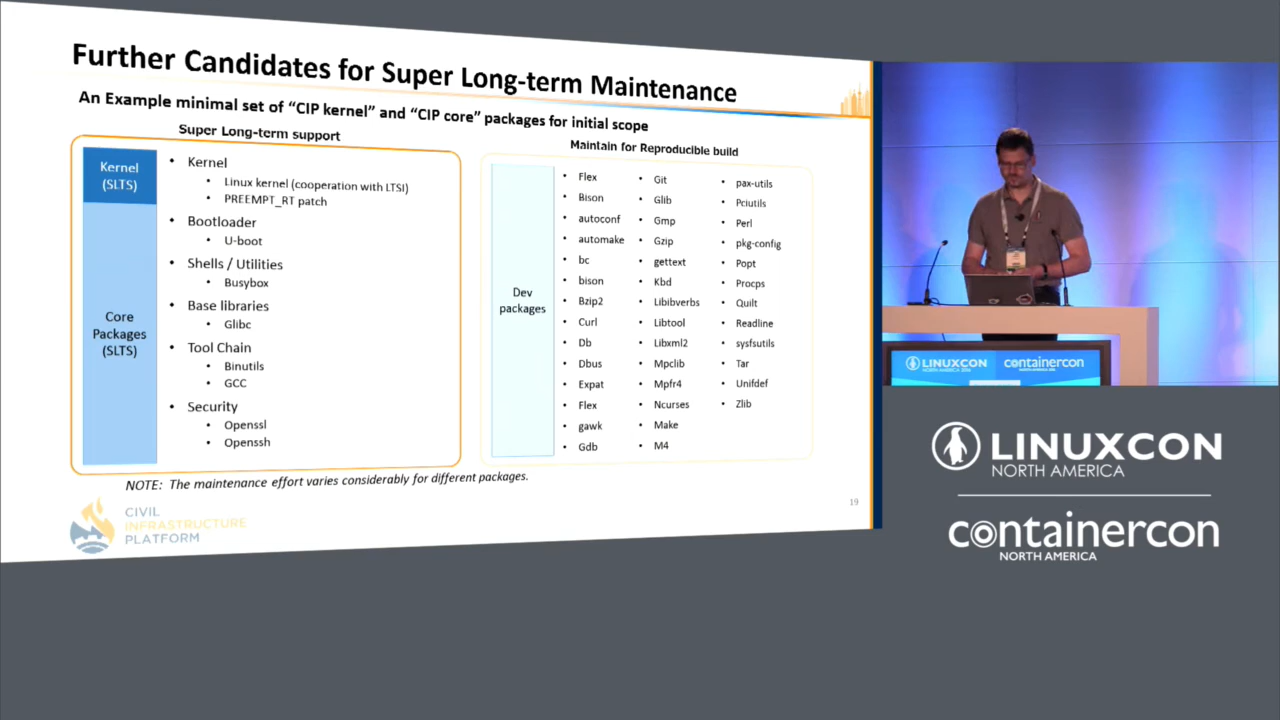 Further Candidates for Super Long-term Maintenance
An Example minimal set of “CIP kernel” and “CIP core” packages for initial scope
Super Long-term support
Kernel
(SLTS)
Core
Packages
(SLTS)
• Kernel
• Linux kernel (cooperation with LTSI)
• PREEMPT_RT patch
• Bootloader
• U-boot
• Shells / Utilities
• Busybox
• Base libraries
• Glibc
• Tool Chain
• Binutils
• GCC
• Security
• Openssl
• Openssh
Maintain for Reproducible build
Dev
packages
• Flex
• Bison
• autoconf
• automake
• bc
• bison
• Bzip2
• Curl
• Db
• Dbus
• Expat
• Flex
• gawk
• Gdb
• Git
• Glib
• Gmp
• Gzip
• gettext
• Kbd
• Libibverbs
• Libtool
• Libxml2
• Mpclib
• Mpfr4
• Ncurses
• Make
• M4
• pax-utils
• Pciutils
• Perl
• pkg-config
• Popt
• Procps
• Quilt
• Readline
• sysfsutils
• Tar
• Unifdef
• Zlib
NOTE: The maintenance effort varies considerably for different packages.
CIVIL
INFRASTRUCTURE
PLATFORM
19
LINUXCON
containercon
LINUXCON
NORTH AMERICA
containercon
NORTH AMERICA